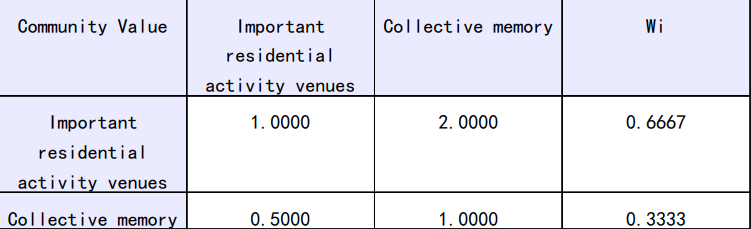 Community Value Important residential activity venues Collective memory Wi
Important residential activity venues 1.0000 2.0000 0.6667
Collective memory 0.5000 1.0000 0.3333